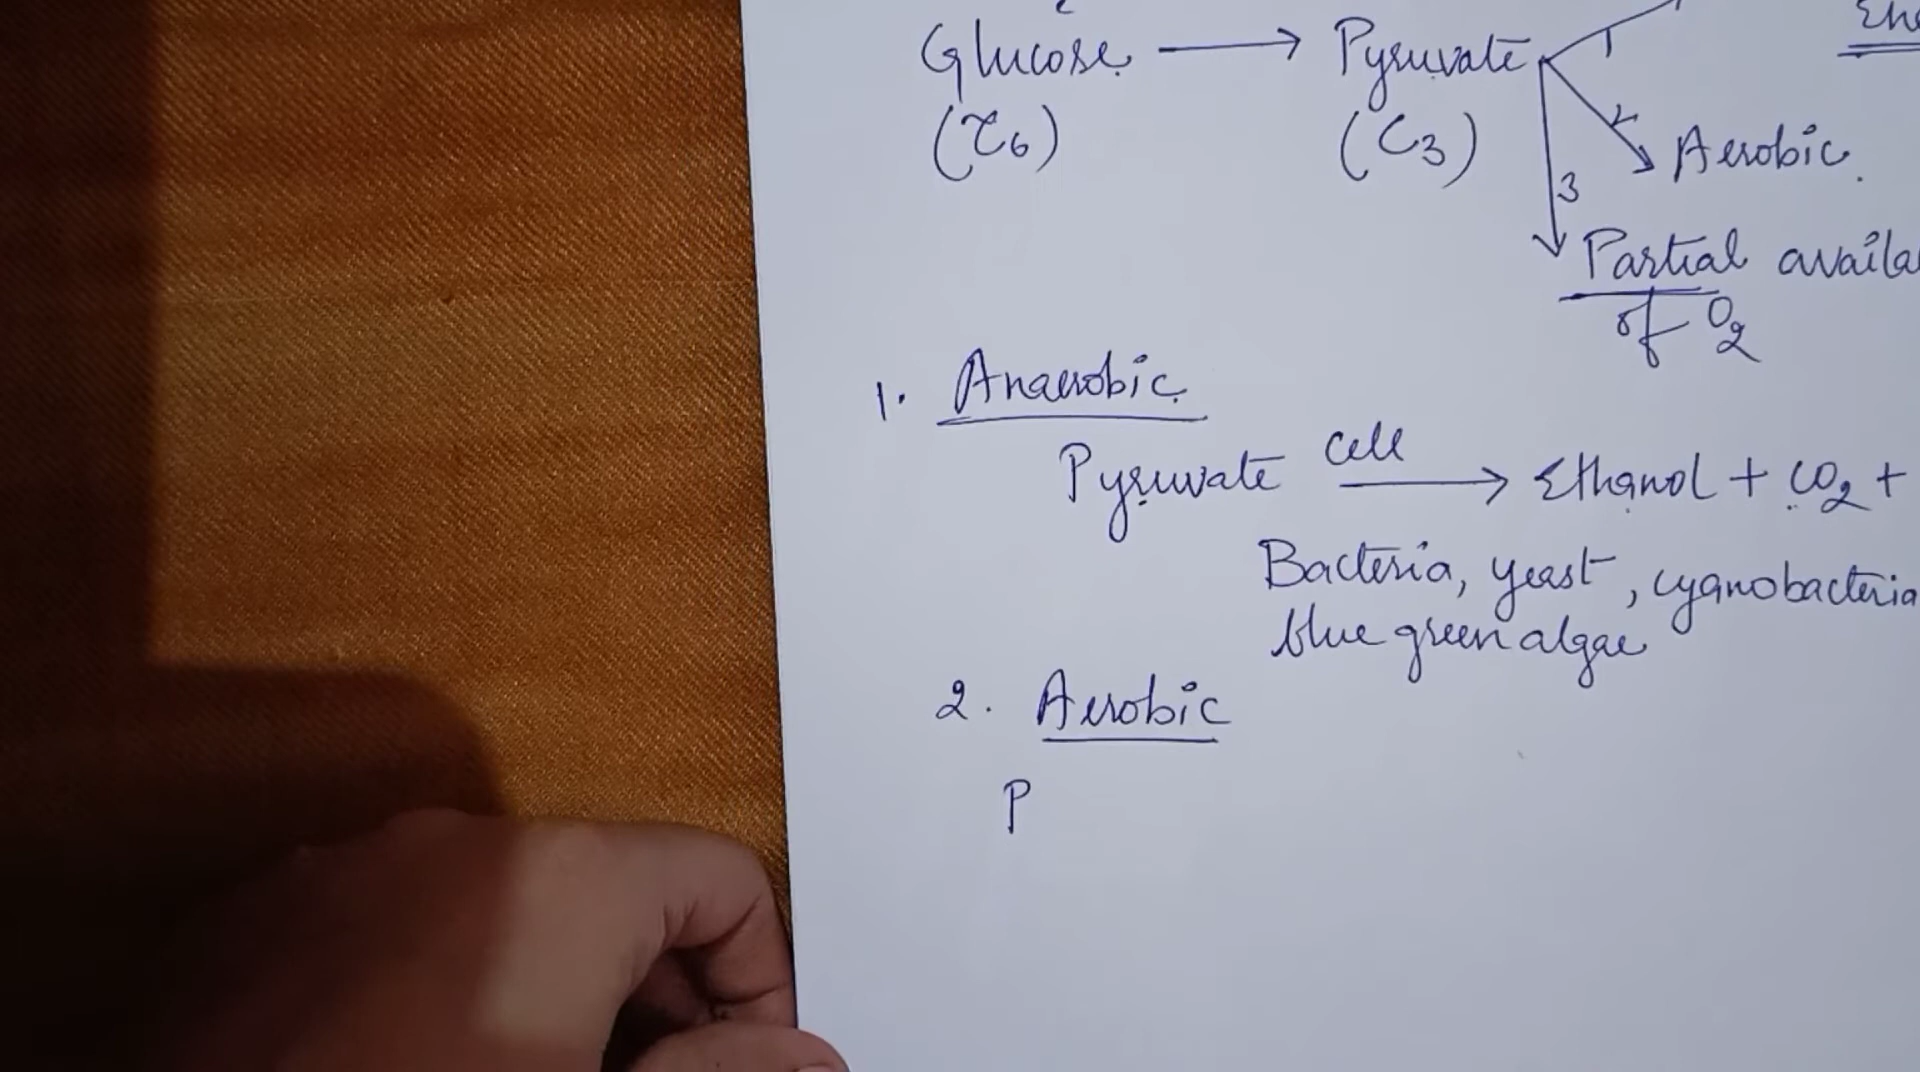 Glucose → Pyruvate
(C6) (C3)
1
2
Aerobic
3
Partial
of O2
1. Anaerobic
Pyruvate cell → Ethanol + CO2 +
Bacteria, yeast, cyanobacteria
blue green algae
2. Aerobic
P